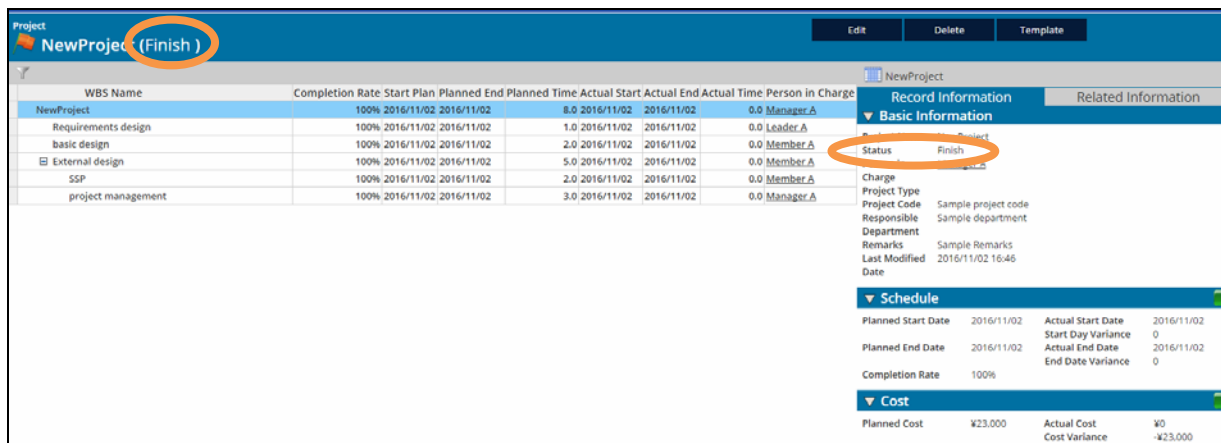 Project
NewProject (Finish )
Edit Delete Template
WBS Name Completion Rate Start Plan Planned End Planned Time Actual Start Actual End Actual Time Person in Charge
NewProject 100% 2016/11/02 2016/11/02 8.0 2016/11/02 2016/11/02 0.0 Manager A
Requirements design 100% 2016/11/02 2016/11/02 1.0 2016/11/02 2016/11/02 0.0 Leader A
basic design 100% 2016/11/02 2016/11/02 2.0 2016/11/02 2016/11/02 0.0 Member A
External design 100% 2016/11/02 2016/11/02 5.0 2016/11/02 2016/11/02 0.0 Member A
SSP 100% 2016/11/02 2016/11/02 2.0 2016/11/02 2016/11/02 0.0 Member A
project management 100% 2016/11/02 2016/11/02 3.0 2016/11/02 2016/11/02 0.0 Manager A
NewProject
Record Information Related Information
Basic Information
Status Finish
Charge
Project Type
Project Code Sample project code
Responsible Sample department
Department
Remarks Sample Remarks
Last Modified 2016/11/02 16:46
Date
Schedule
Planned Start Date 2016/11/02 Actual Start Date 2016/11/02
Start Day Variance 0
Planned End Date 2016/11/02 Actual End Date 2016/11/02
End Date Variance 0
Completion Rate 100%
Cost
Planned Cost ¥23,000 Actual Cost ¥0
Cost Variance -¥23,000